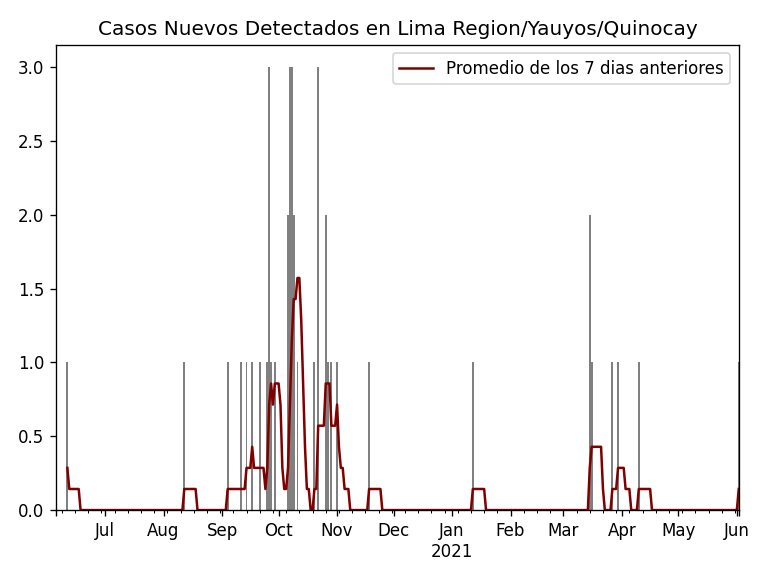 Casos Nuevos Detectados en Lima Region/Yauyos/Quinocay
Promedio de los 7 dias anteriores
3.0
2.5
2.0
1.5
1.0
0.5
0.0
Jul Aug Sep Oct Nov Dec Jan Feb Mar Apr May Jun
2021